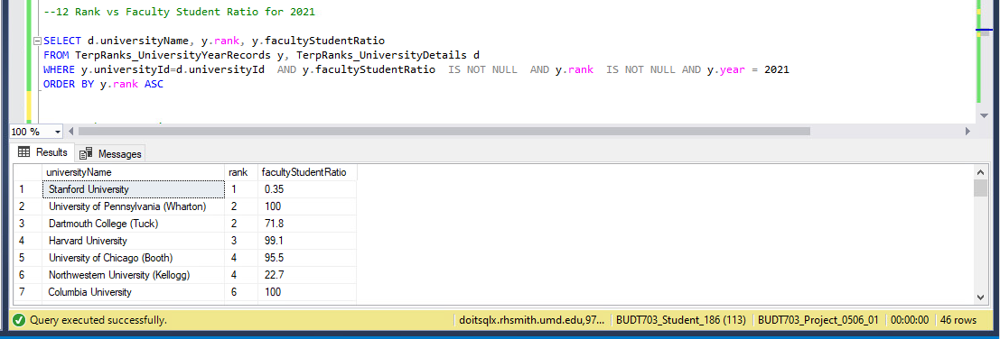 --12 Rank vs Faculty Student Ratio for 2021
SELECT d.universityName, y.rank, y.facultyStudentRatio
FROM TerpRanks_UniversityYearRecords y, TerpRanks_UniversityDetails d
WHERE y.universityId=d.universityId  AND y.facultyStudentRatio  IS NOT NULL  AND y.rank  IS NOT NULL AND y.year = 2021
ORDER BY y.rank ASC
100 %
Results Messages
universityName rank facultyStudentRatio
1 Stanford University 1 0.35
2 University of Pennsylvania (Wharton) 2 100
3 Dartmouth College (Tuck) 2 71.8
4 Harvard University 3 99.1
5 University of Chicago (Booth) 4 95.5
6 Northwestern University (Kellogg) 4 22.7
7 Columbia University 6 100
Query executed successfully. doitsqlx.rhsmith.umd.edu,97... BUDT703_Student_186 (113) BUDT703_Project_0506_01 00:00:00 46 rows